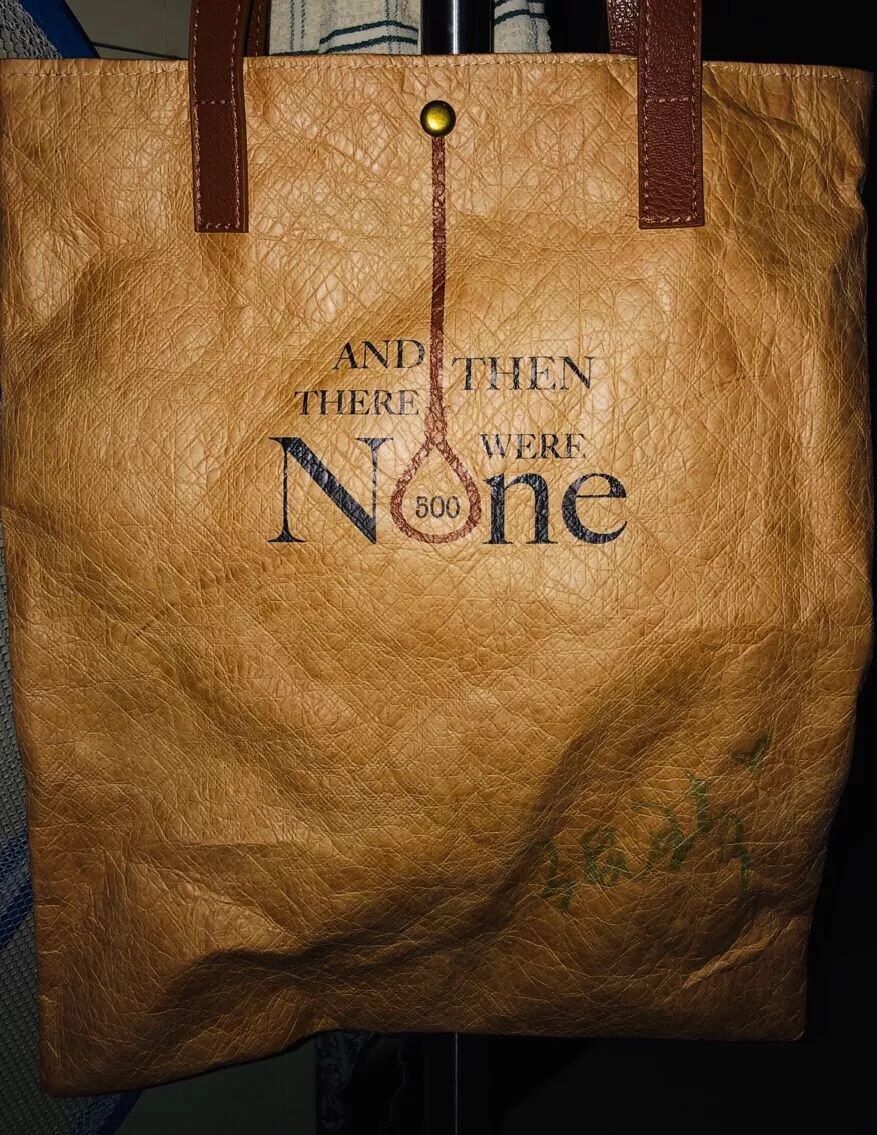 AND
THERE
THEN
WERE
None
500